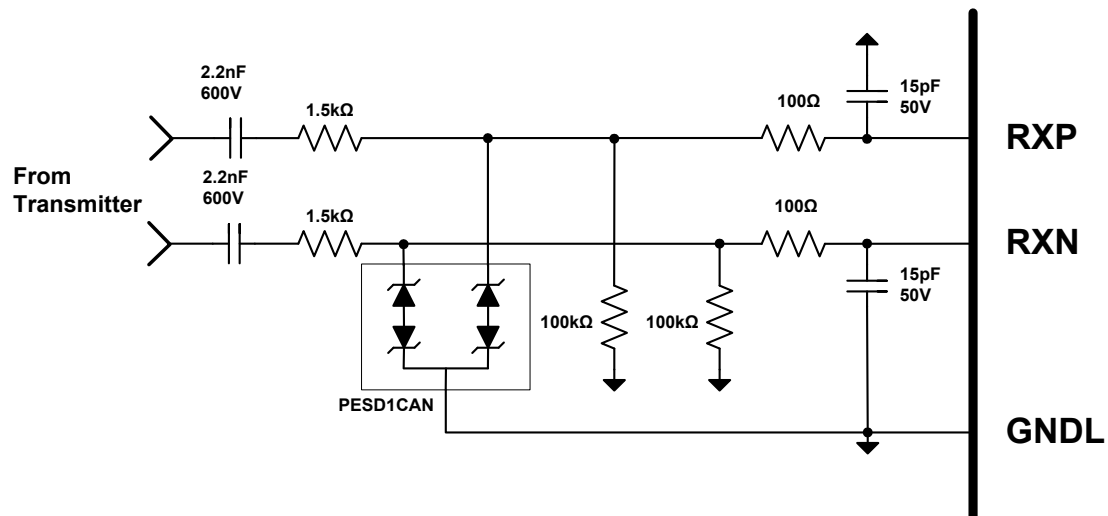 2.2nF
600V
1.5kΩ
100Ω
15pF
50V
RXP
From
Transmitter
2.2nF
600V
1.5kΩ
100Ω
RXN
15pF
50V
100kΩ
100kΩ
PESD1CAN
GNDL